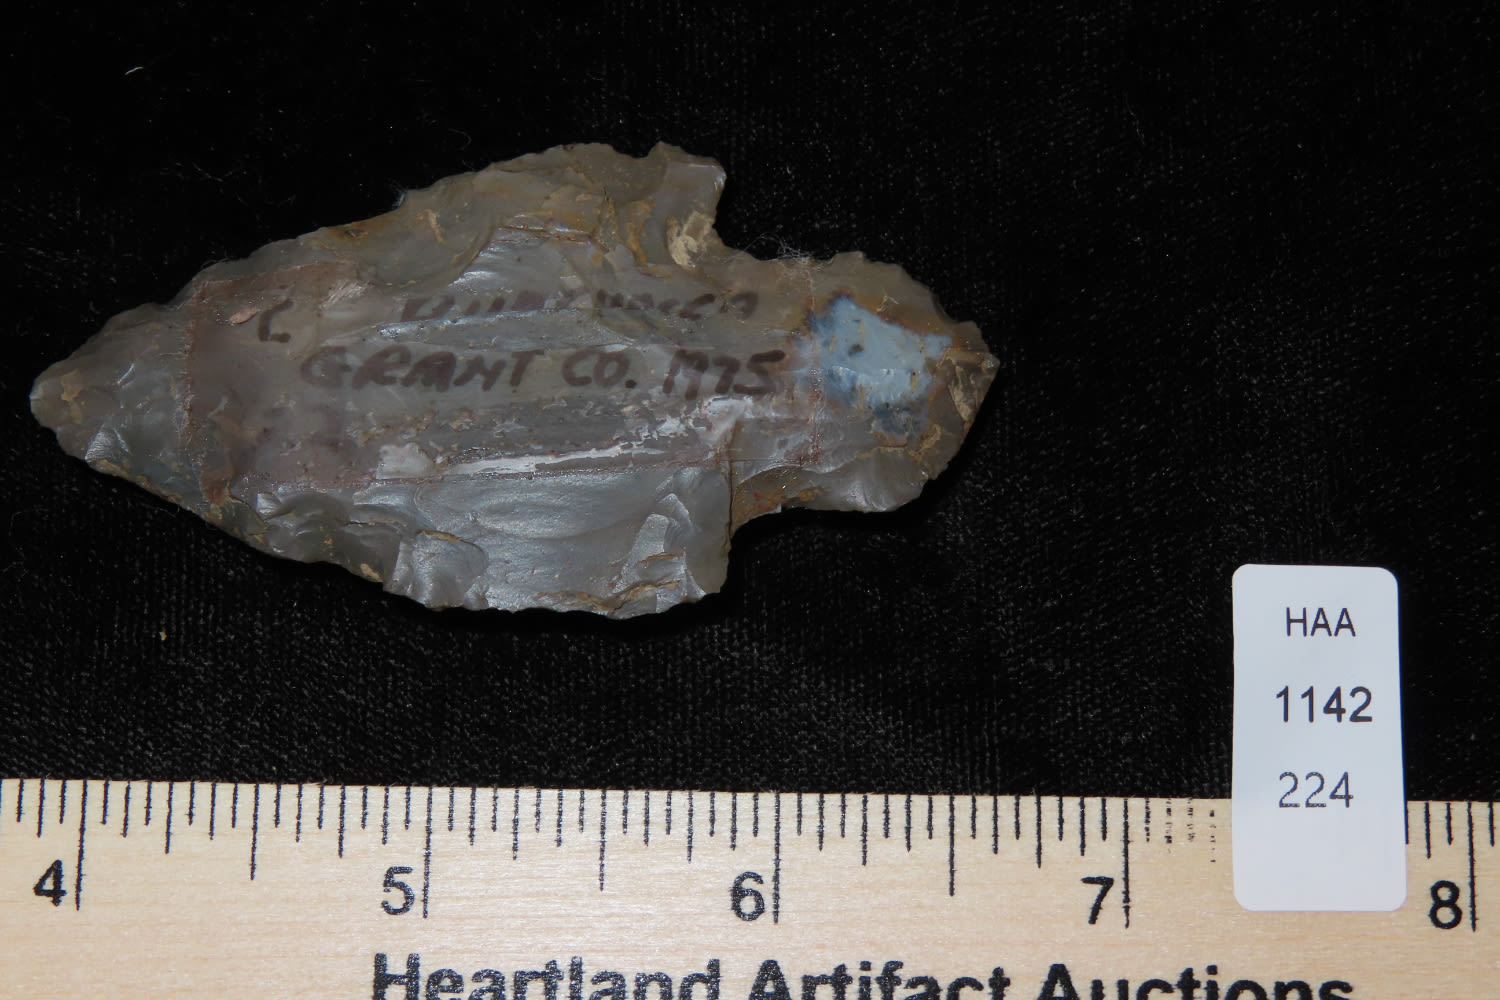 GRANT CO. 1975
HAA
1142
224
4 5 6 7 8
Heartland Artifact Auctions